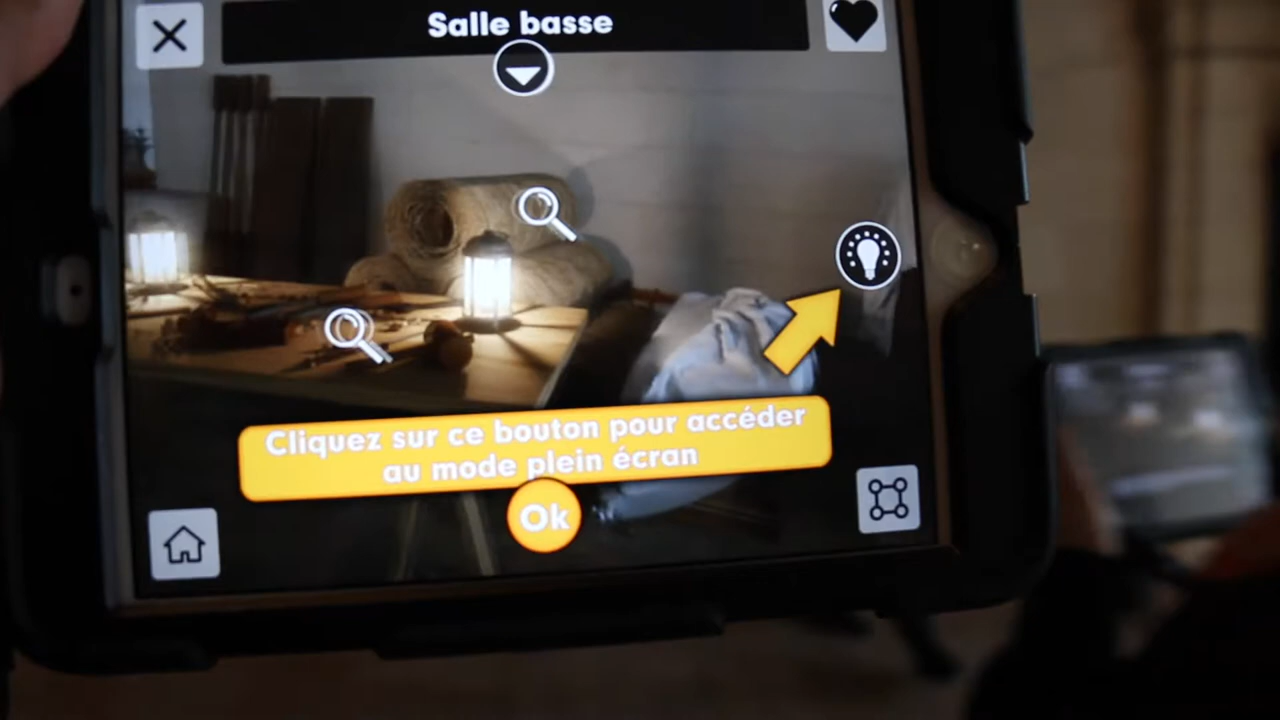 Salle basse
Cliquez sur ce bouton pour accéder
au mode plein écran
Ok